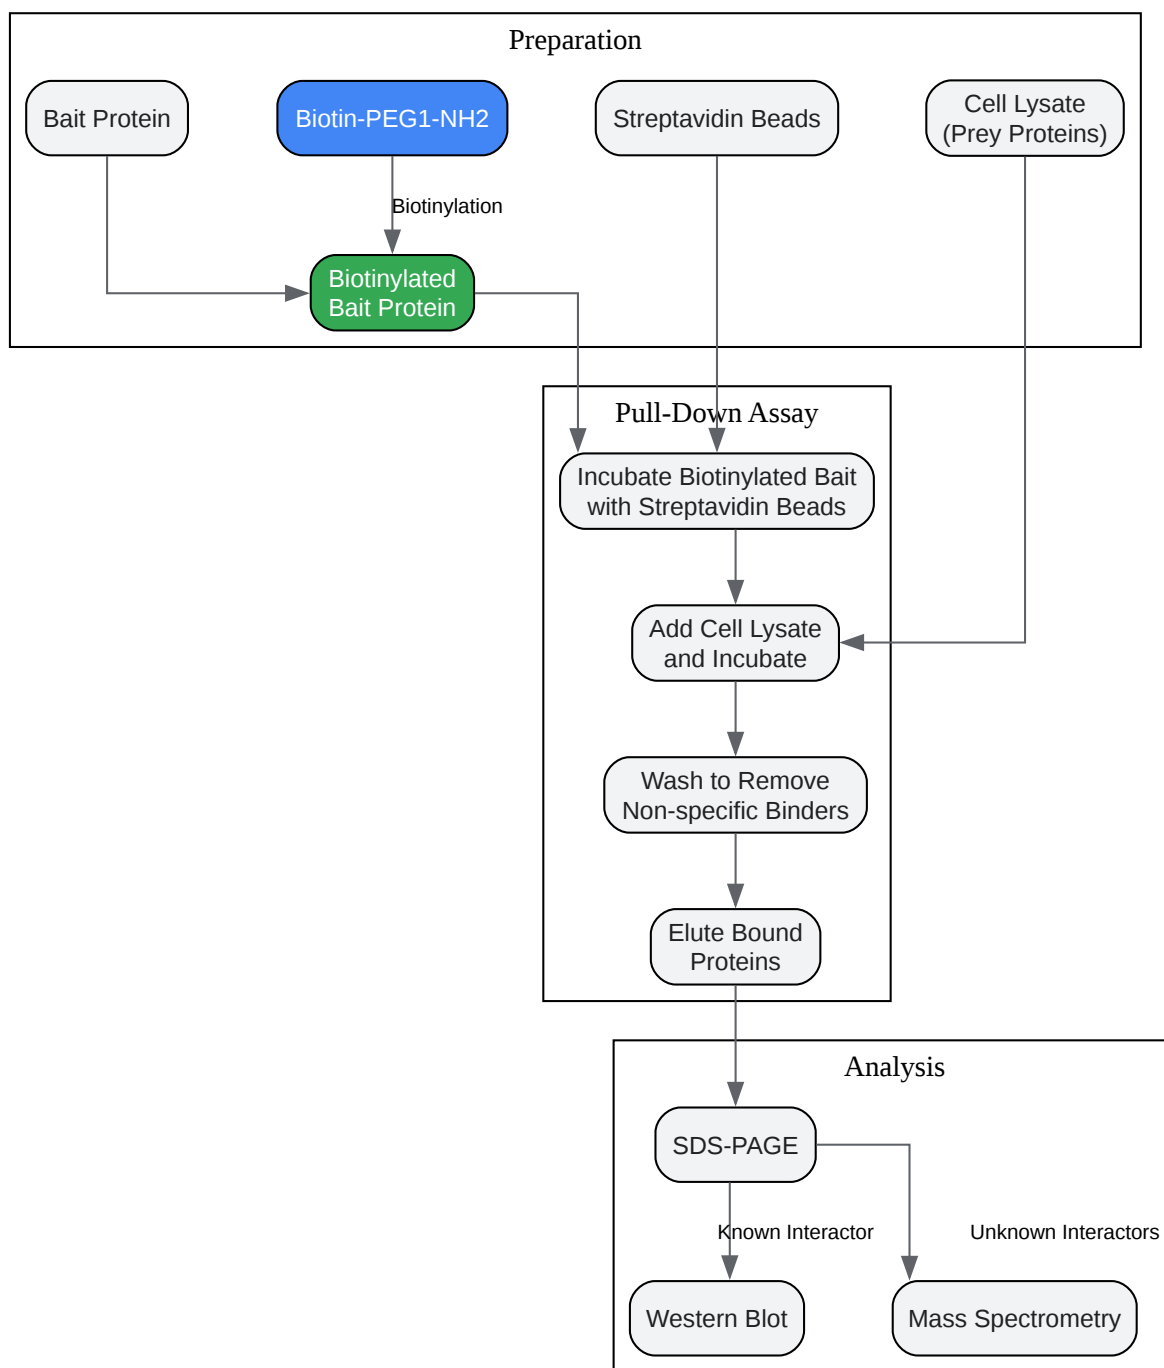 Preparation
Bait Protein
Biotin-PEG1-NH2
Streptavidin Beads
Cell Lysate
(Prey Proteins)
Biotinylation
Biotinylated
Bait Protein
Pull-Down Assay
Incubate Biotinylated Bait
with Streptavidin Beads
Add Cell Lysate
and Incubate
Wash to Remove
Non-specific Binders
Elute Bound
Proteins
Analysis
SDS-PAGE
Known Interactor
Unknown Interactors
Western Blot
Mass Spectrometry